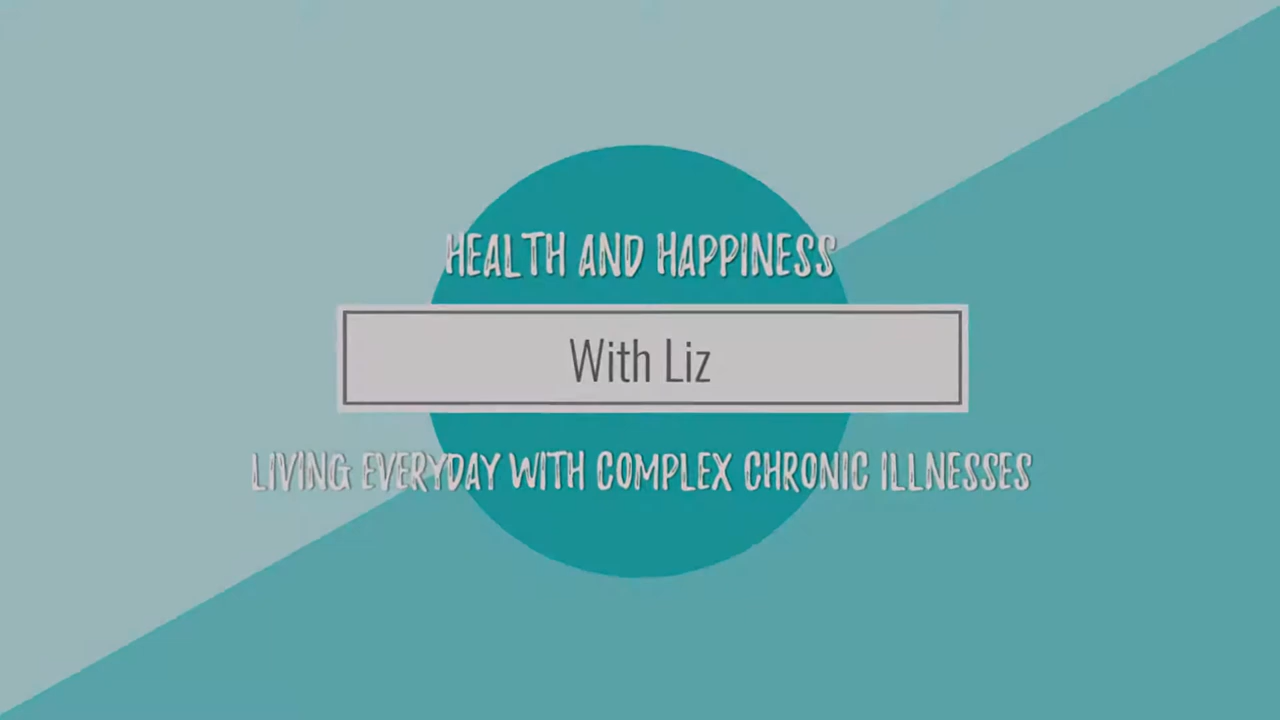 HEALTH AND HAPPINESS
With Liz
LIVING EVERYDAY WITH COMPLEX CHRONIC ILLNESSES